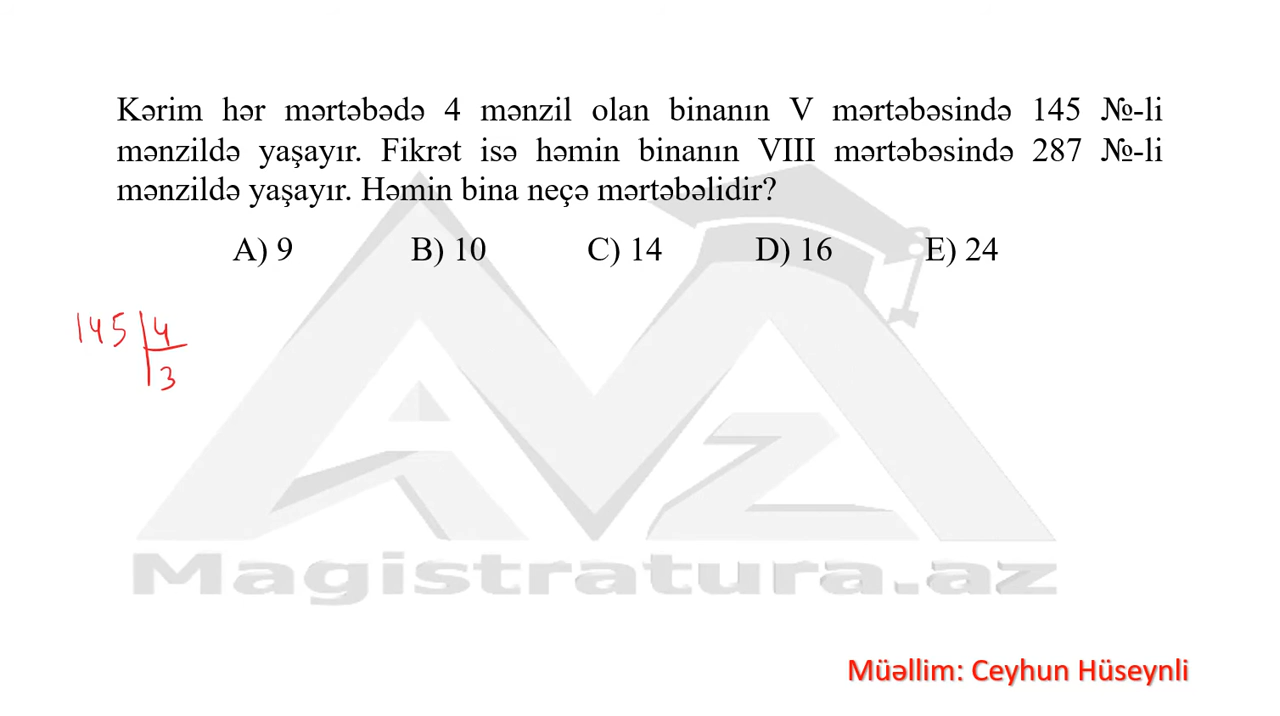 Kərim hər mərtəbədə 4 mənzil olan binanın V mərtəbəsində 145 №-li
mənzildə yaşayır. Fikrət isə həmin binanın VIII mərtəbəsində 287 №-li
mənzildə yaşayır. Həmin bina neçə mərtəbəlidir?
A) 9 B) 10 C) 14 D) 16 E) 24
145 4
3
Magistratura.az
Müəllim: Ceyhun Hüseynli